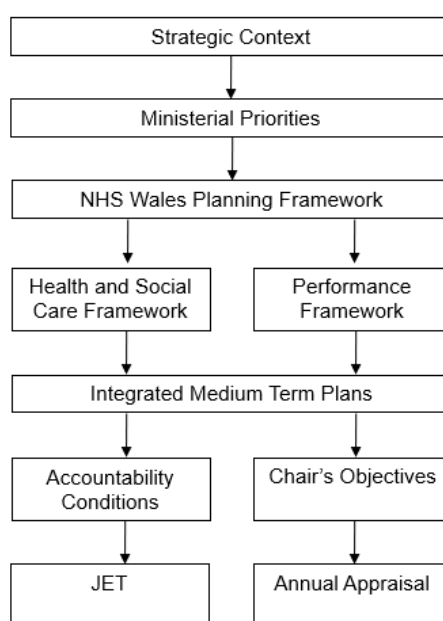 Strategic Context
Ministerial Priorities
NHS Wales Planning Framework
Health and Social
Care Framework
Performance
Framework
Integrated Medium Term Plans
Accountability
Conditions
Chair's Objectives
JET
Annual Appraisal